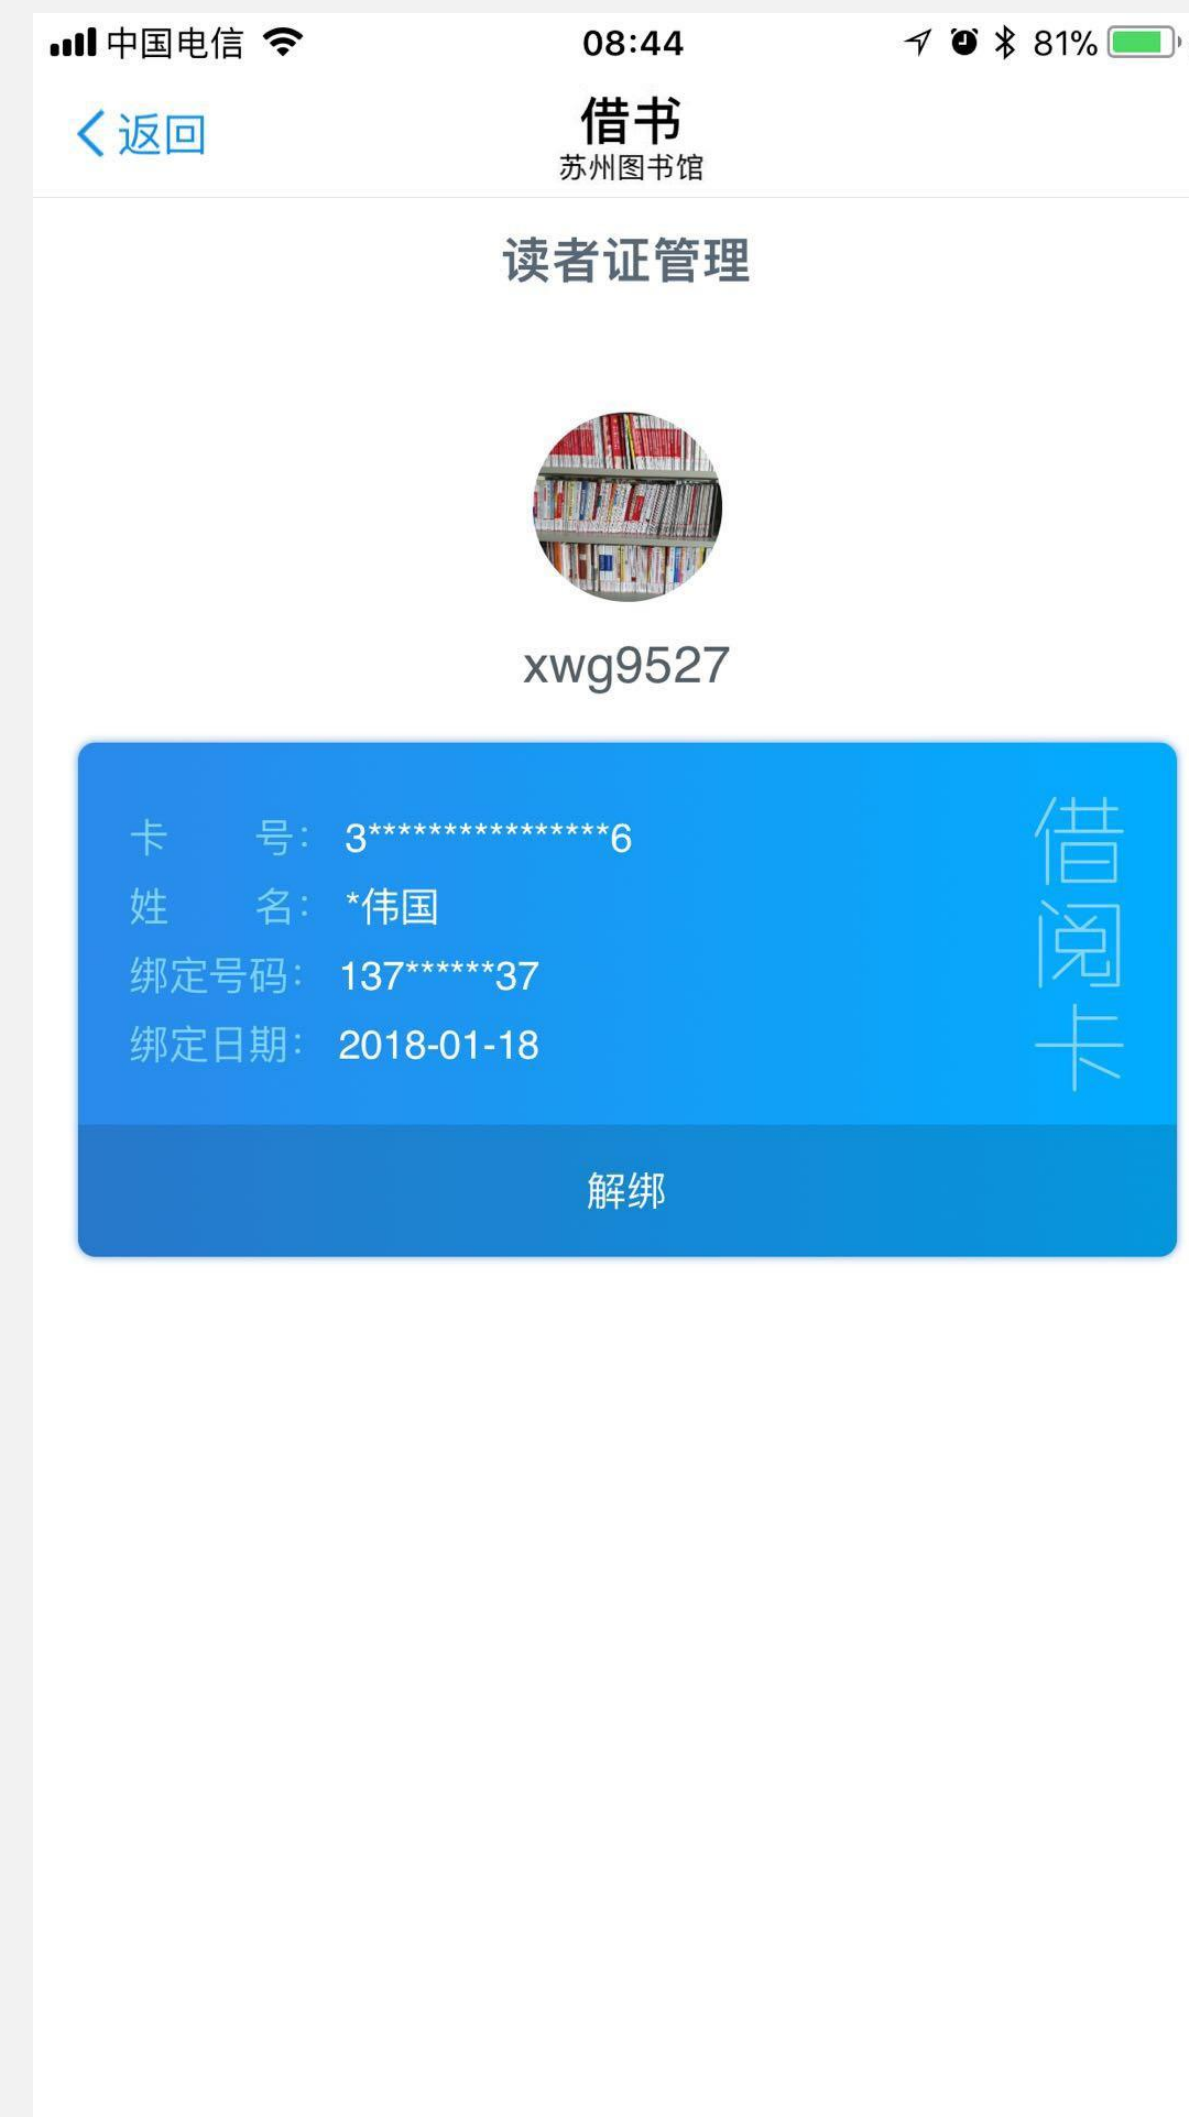 中国电信 08:44 81%
返回 借书
苏州图书馆
读者证管理
xwg9527
卡 号： 3****************6
姓 名： *伟国
绑定号码： 137******37
绑定日期： 2018-01-18
借阅卡
解绑